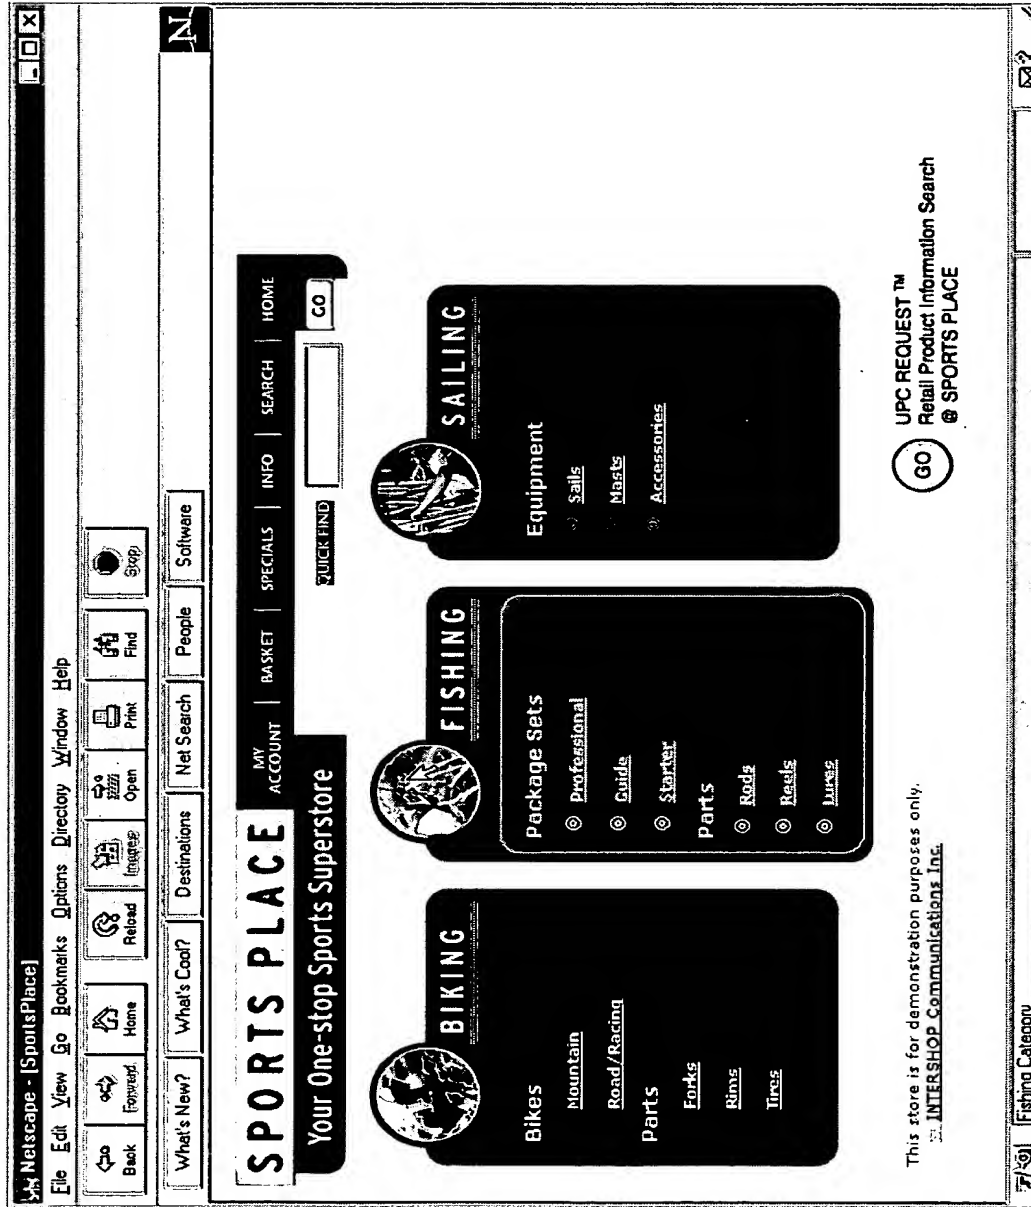 Netscape - [SportsPlace]
File Edit View Go Bookmarks Options Directory Window Help
Back Forward Home Reload Images Open Print Find Stop
What's New? What's Cool? Destinations Net Search People Software
N
SPORTS PLACE
MY ACCOUNT | BASKET | SPECIALS | INFO | SEARCH | HOME
Your One-stop Sports Superstore
QUICK FIND GO
BIKING
Bikes
Mountain
Road/Racing
Parts
Forks
Rims
Tires
FISHING
Package Sets
Professional
Guide
Starter
Parts
Rods
Reels
Lures
SAILING
Equipment
Sails
Masts
Accessories
This store is for demonstration purposes only.
INTERSHOP Communications Inc.
GO
UPC REQUEST ™
Retail Product Information Search
@ SPORTS PLACE
Fishing Category